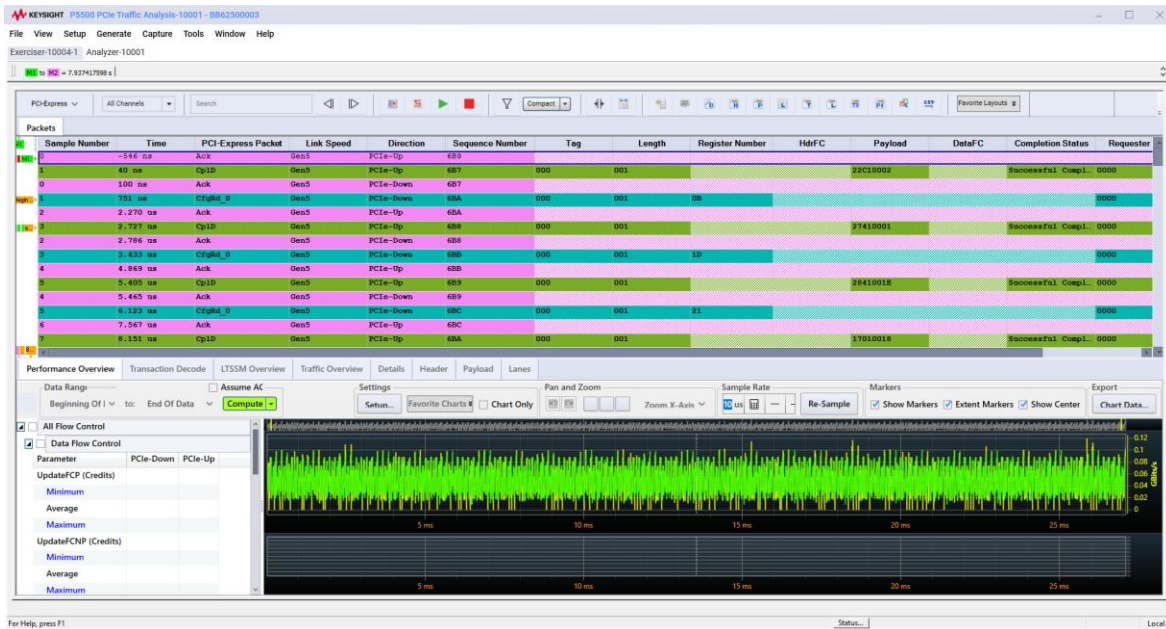 KEYSIGHT P5500 PCIe Traffic Analysis-10001 - BB62500003
File View Setup Generate Capture Tools Window Help
Exerciser-10004-1 Analyzer-10001
M1 to M2 = 7.937417598 s
PCI-Express All Channels Search Compact Favorite Layouts
Packets
Sample Number Time PCI-Express Packet Link Speed Direction Sequence Number Tag Length Register Number HdrFC Payload DataFC Completion Status Requester
0 -546 ns Ack Gen5 PCIe-Up 6B9
1 40 ns CplD Gen5 PCIe-Up 6B7 000 001 22C10002 Successful Compl... 0000
0 100 ns Ack Gen5 PCIe-Down 6B7
1 751 ns CfgRd_0 Gen5 PCIe-Down 6BA 000 001 0B 0000
2 2.270 us Ack Gen5 PCIe-Up 6BA
3 2.727 us CplD Gen5 PCIe-Up 6B8 000 001 27410001 Successful Compl... 0000
2 2.786 us Ack Gen5 PCIe-Down 6B8
3 3.433 us CfgRd_0 Gen5 PCIe-Down 6BB 000 001 1D 0000
4 4.869 us Ack Gen5 PCIe-Up 6BB
5 5.405 us CplD Gen5 PCIe-Up 6B9 000 001 2841001E Successful Compl... 0000
4 5.465 us Ack Gen5 PCIe-Down 6B9
5 6.123 us CfgRd_0 Gen5 PCIe-Down 6BC 000 001 21 0000
6 7.567 us Ack Gen5 PCIe-Up 6BC
7 8.151 us CplD Gen5 PCIe-Up 6BA 000 001 17010018 Successful Compl... 0000
Performance Overview Transaction Decode LTSSM Overview Traffic Overview Details Header Payload Lanes
Data Range Assume AC Settings Pan and Zoom Sample Rate Markers Export
Beginning Of to: End Of Data Compute Setup... Favorite Charts Chart Only Zoom X-Axis us Re-Sample Show Markers Extent Markers Show Center Chart Data...
All Flow Control
Data Flow Control
Parameter PCIe-Down PCIe-Up
UpdateFCP (Credits)
Minimum
Average
Maximum
UpdateFCNP (Credits)
Minimum
Average
Maximum
0.12
0.1
0.08
0.06
0.04
0.02
0
GBits/s
5 ms 10 ms 15 ms 20 ms 25 ms
5 ms 10 ms 15 ms 20 ms 25 ms
For Help, press F1 Status... Local